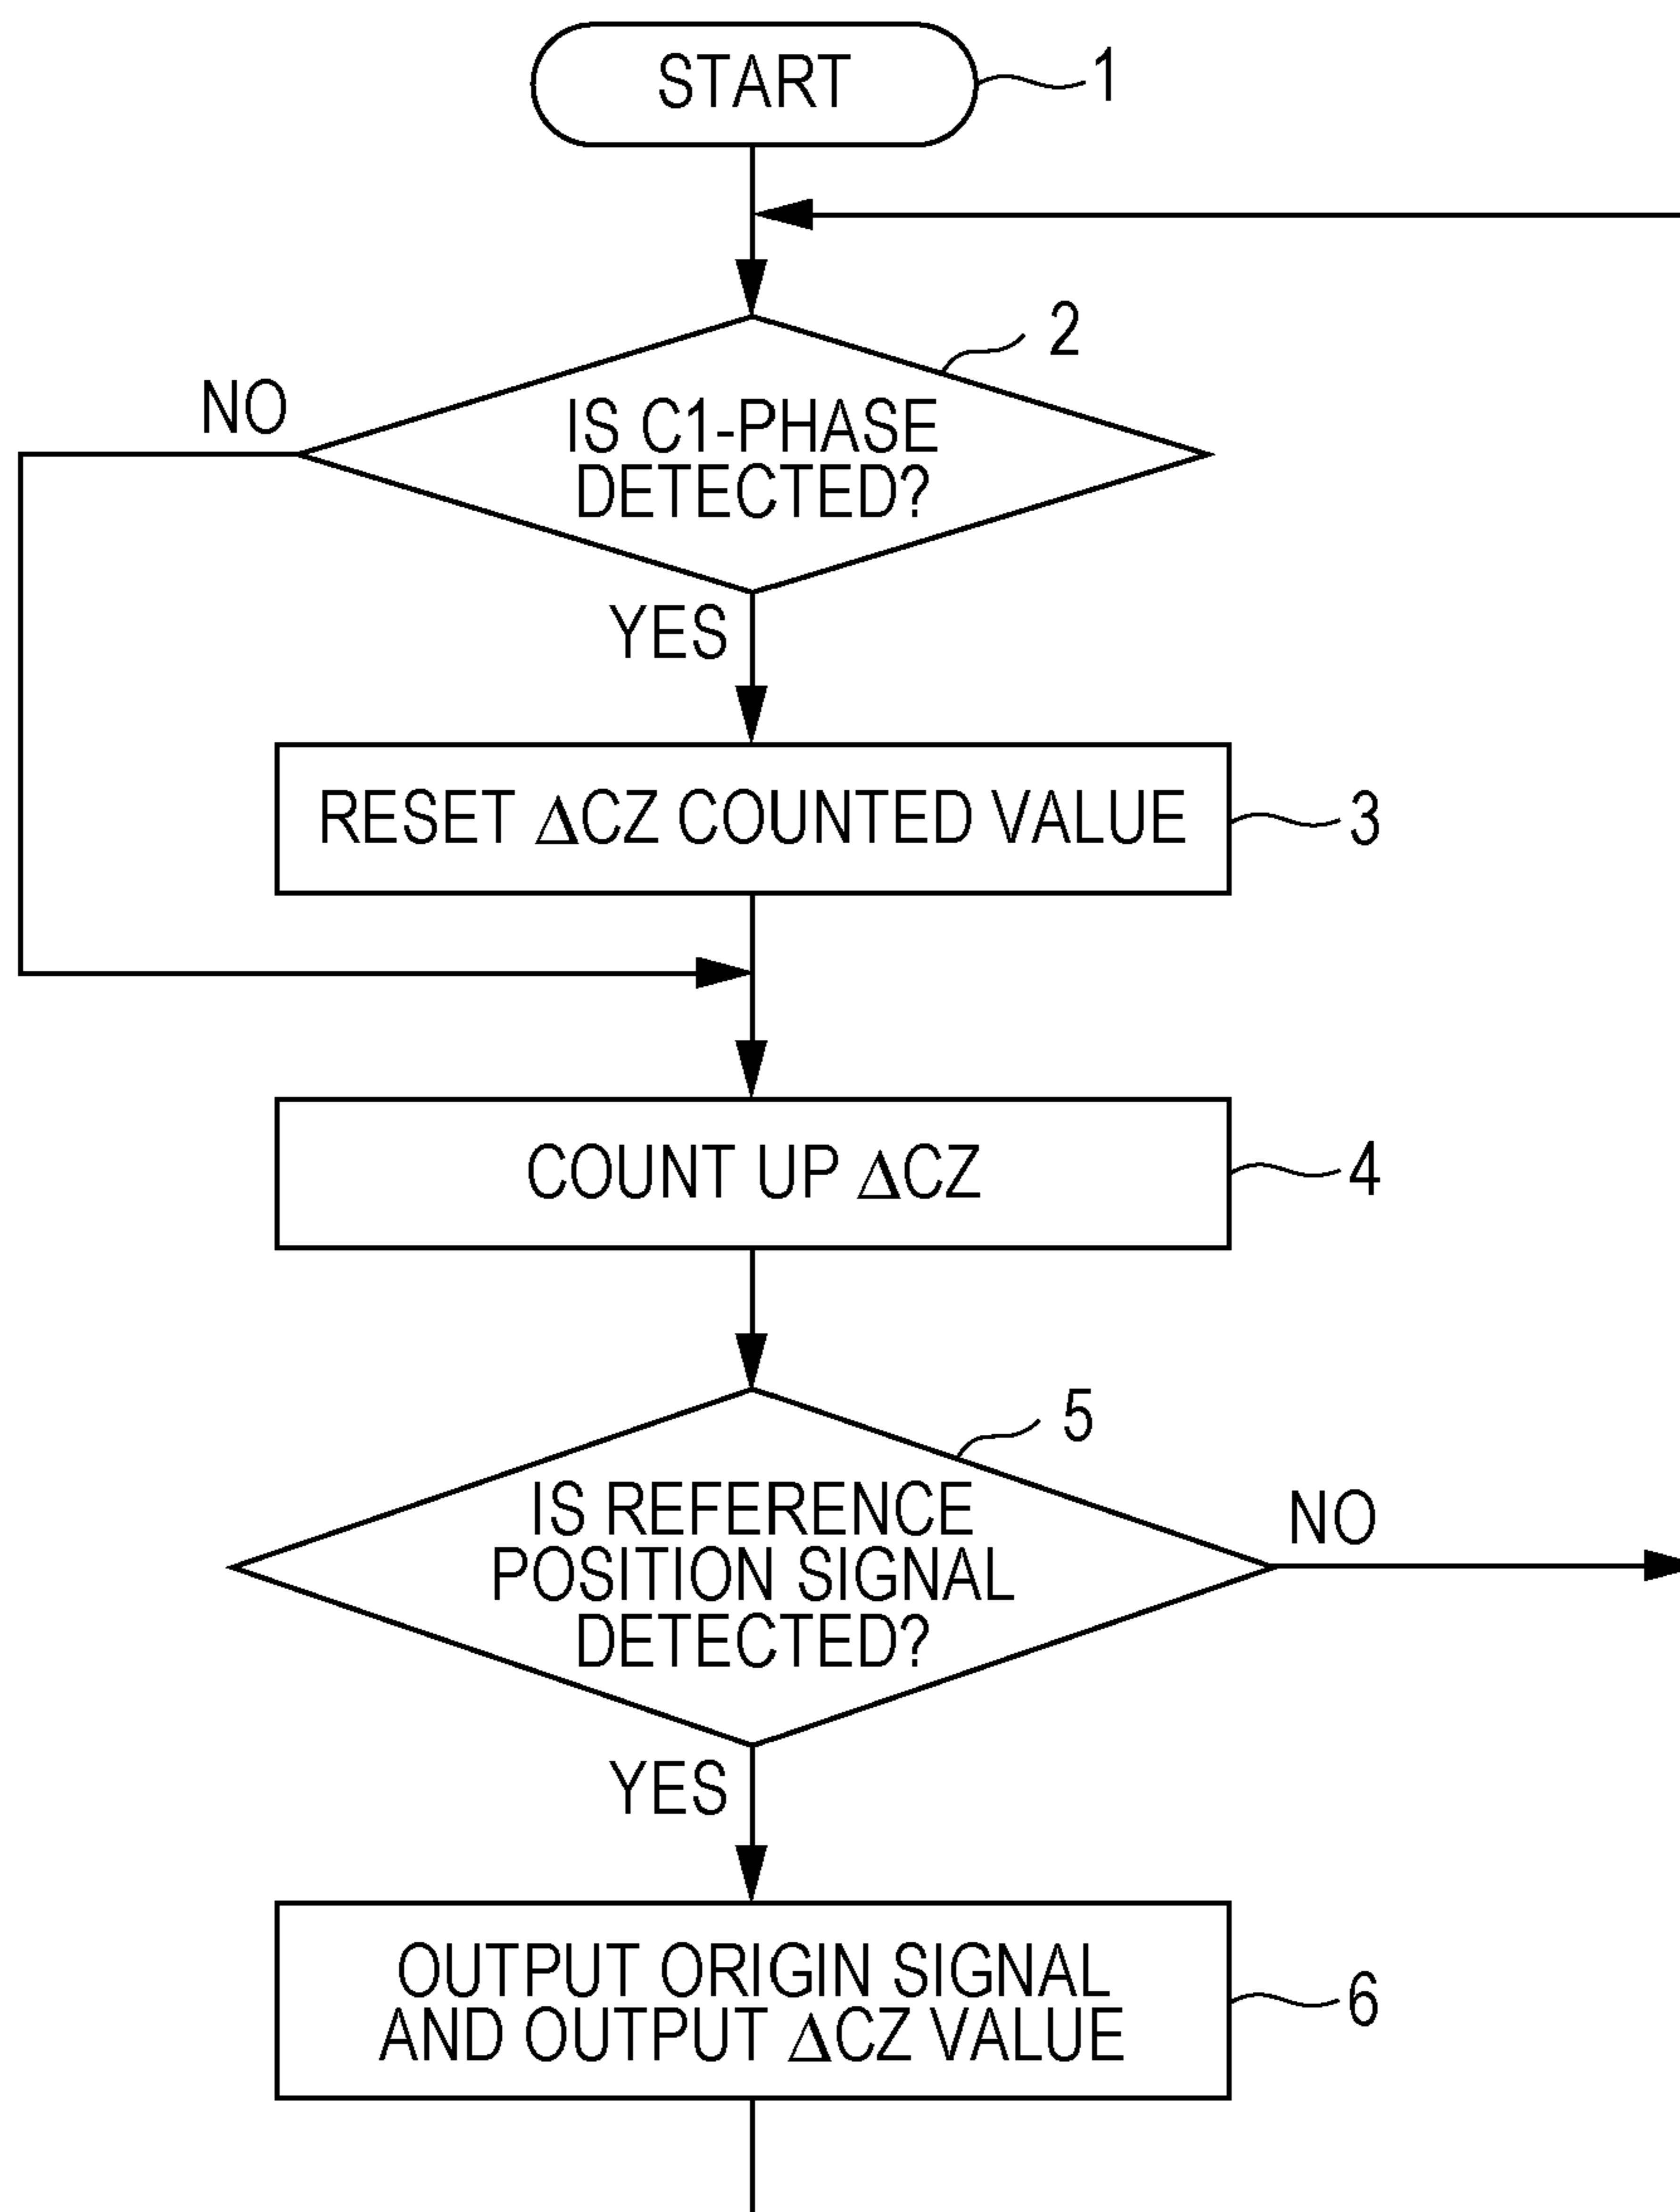 START
1
2
NO
IS C1-PHASE
DETECTED?
YES
RESET ΔCZ COUNTED VALUE
3
COUNT UP ΔCZ
4
5
IS REFERENCE
POSITION SIGNAL
DETECTED?
NO
YES
OUTPUT ORIGIN SIGNAL
AND OUTPUT ΔCZ VALUE
6